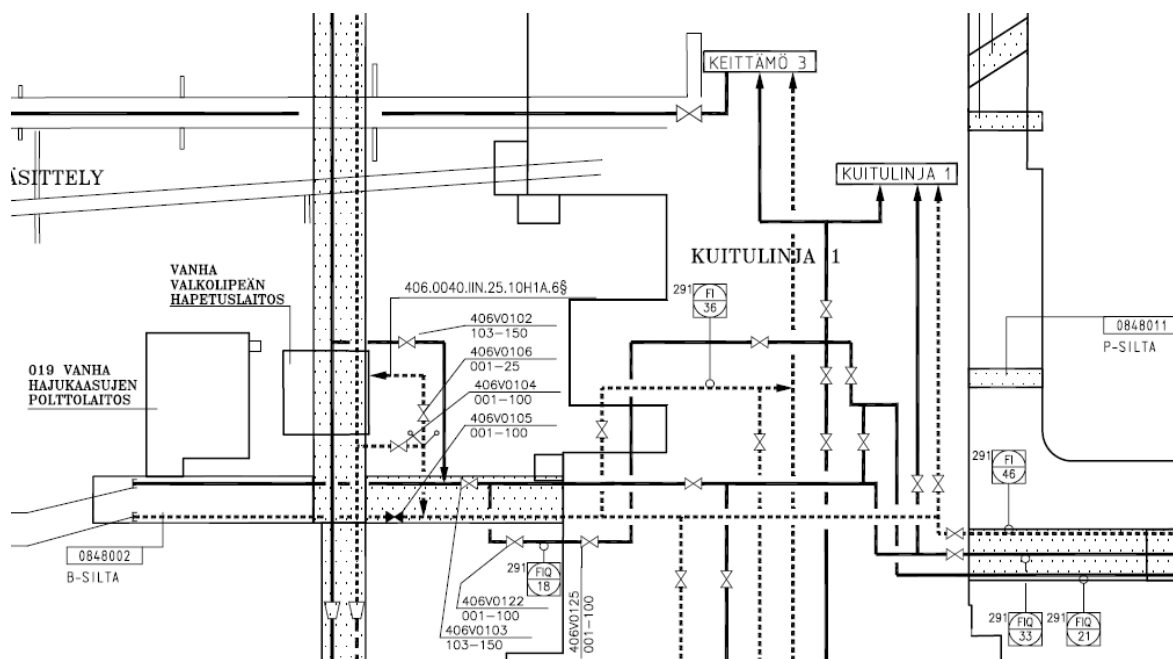 KEITTÄMÖ 3
ÄSITTELY
KUITULINJA 1
KUITULINJA 1
VANHA
VALKOLIPEÄN
HAPETUSLAITOS
406.0040.IIN.25.10H1A.6§
291
FI
36
406V0102
103-150
0848011
P-SILTA
406V0106
001-25
019 VANHA
HAJUKAASUJEN
POLTTOLAITOS
406V0104
001-100
406V0105
001-100
291
FI
46
0848002
B-SILTA
291
FIQ
18
406V0122
001-100
406V0103
103-150
406V0125
001-100
291
FIQ
33
291
FIQ
21